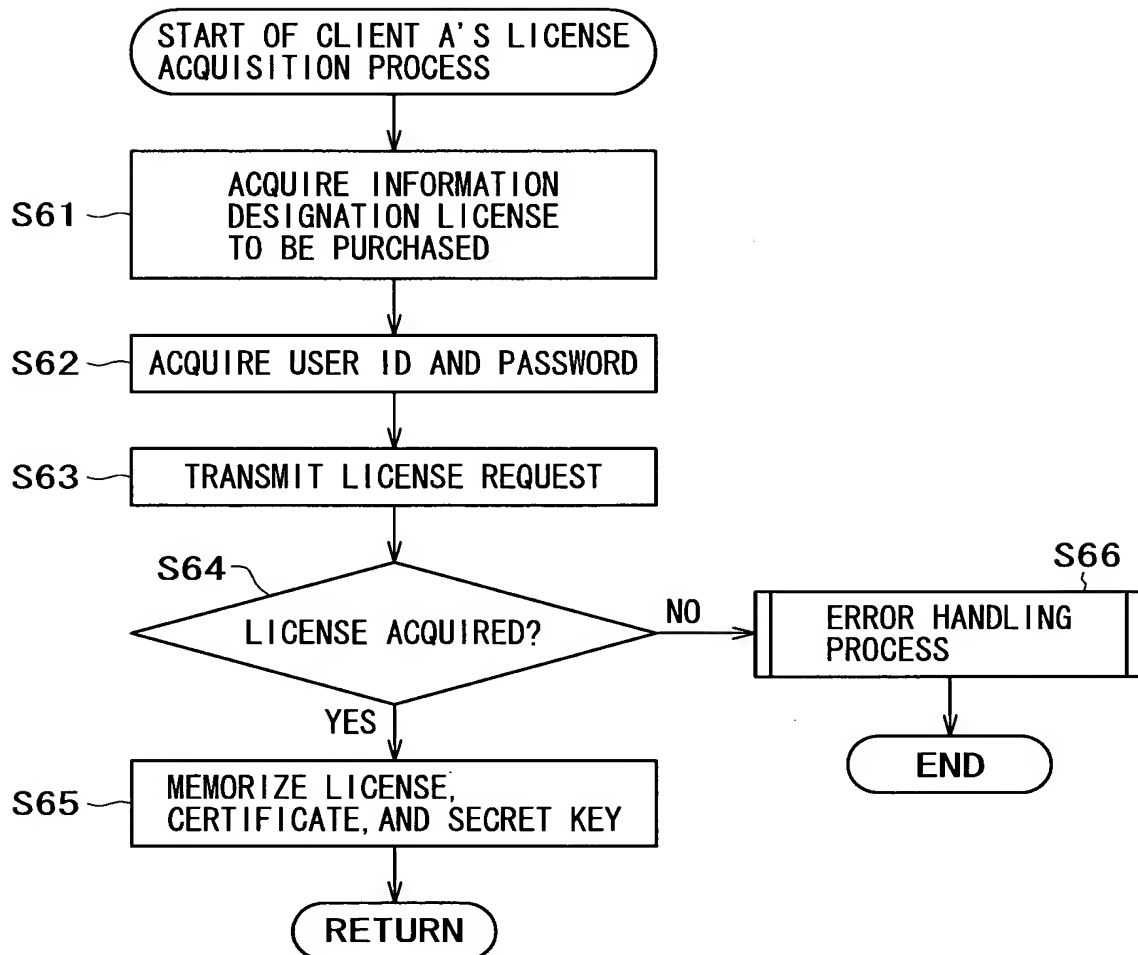 START OF CLIENT A'S LICENSE
ACQUISITION PROCESS
S61
ACQUIRE INFORMATION
DESIGNATION LICENSE
TO BE PURCHASED
S62
ACQUIRE USER ID AND PASSWORD
S63
TRANSMIT LICENSE REQUEST
S64
LICENSE ACQUIRED?
NO
S66
ERROR HANDLING
PROCESS
END
YES
S65
MEMORIZE LICENSE,
CERTIFICATE, AND SECRET KEY
RETURN